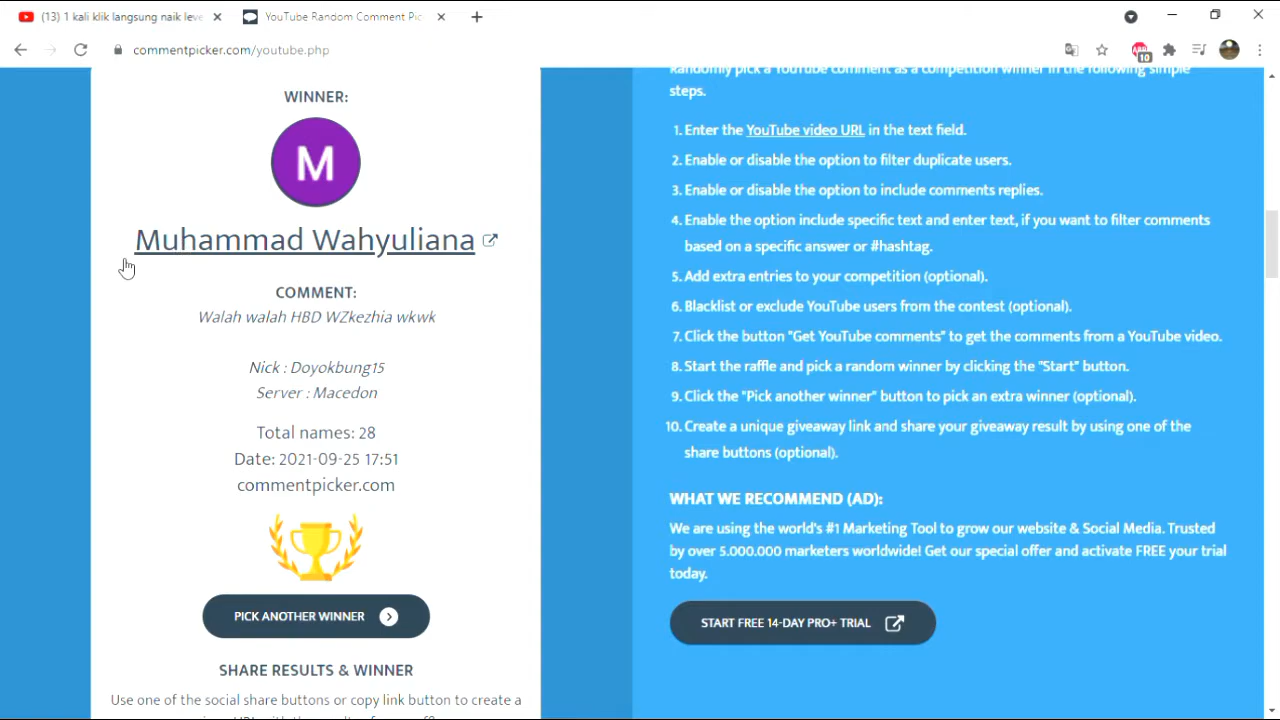 (13) 1 kali klik langsung naik leve
YouTube Random Comment Pic
commentpicker.com/youtube.php
10
WINNER:
M
Muhammad Wahyuliana
COMMENT:
Walah walah HBD WZkezhia wkwk
Nick : Doyokbung15
Server : Macedon
Total names: 28
Date: 2021-09-25 17:51
commentpicker.com
PICK ANOTHER WINNER
SHARE RESULTS & WINNER
Use one of the social share buttons or copy link button to create a
Randomly pick a YouTube comment as a competition winner in the following simple
steps.
1. Enter the YouTube video URL in the text field.
2. Enable or disable the option to filter duplicate users.
3. Enable or disable the option to include comments replies.
4. Enable the option include specific text and enter text, if you want to filter comments
based on a specific answer or #hashtag.
5. Add extra entries to your competition (optional).
6. Blacklist or exclude YouTube users from the contest (optional).
7. Click the button "Get YouTube comments" to get the comments from a YouTube video.
8. Start the raffle and pick a random winner by clicking the "Start" button.
9. Click the "Pick another winner" button to pick an extra winner (optional).
10. Create a unique giveaway link and share your giveaway result by using one of the
share buttons (optional).
WHAT WE RECOMMEND (AD):
We are using the world's #1 Marketing Tool to grow our website & Social Media. Trusted
by over 5.000.000 marketers worldwide! Get our special offer and activate FREE your trial
today.
START FREE 14-DAY PRO+ TRIAL